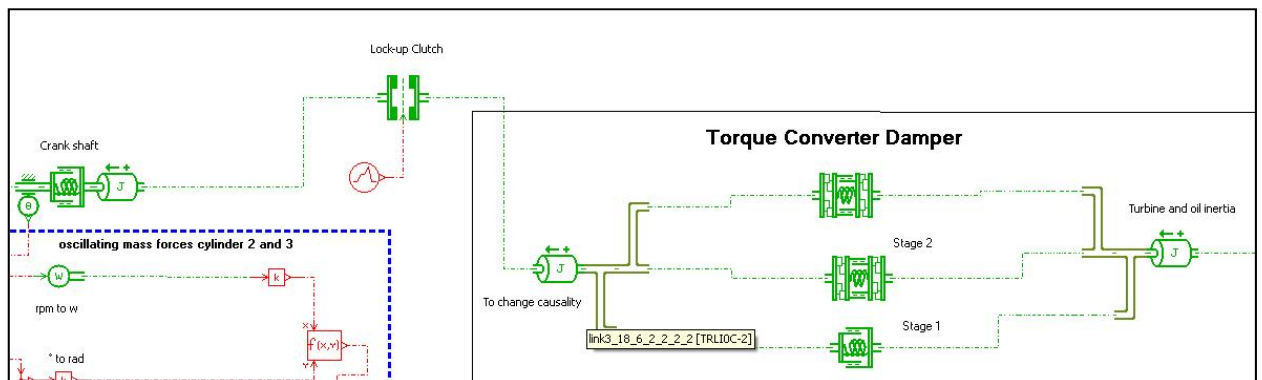 Lock-up Clutch
Crank shaft
J
θ
Torque Converter Damper
Turbine and oil inertia
J
Stage 2
J
To change causality
Stage 1
link3_18_6_2_2_2_2 [TRLI0C-2]
oscillating mass forces cylinder 2 and 3
W
k
rpm to w
X
f(x,y)
Y
° to rad
k